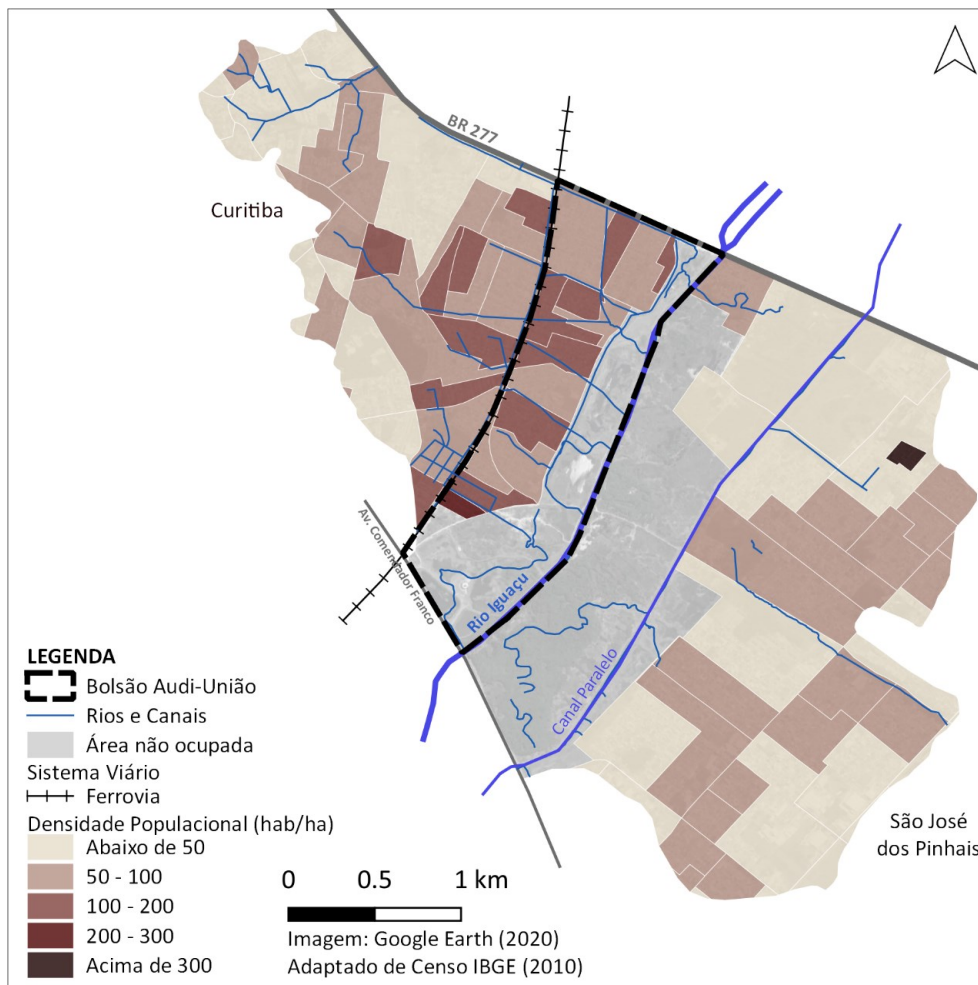 BR 277
Curitiba
Av. Comendador Franco
Rio Iguaçu
Canal Paralelo
São José
dos Pinhais
LEGENDA
Bolsão Audi-União
Rios e Canais
Área não ocupada
Sistema Viário
Ferrovia
Densidade Populacional (hab/ha)
Abaixo de 50
50 - 100
100 - 200
200 - 300
Acima de 300
0 0.5 1 km
Imagem: Google Earth (2020)
Adaptado de Censo IBGE (2010)